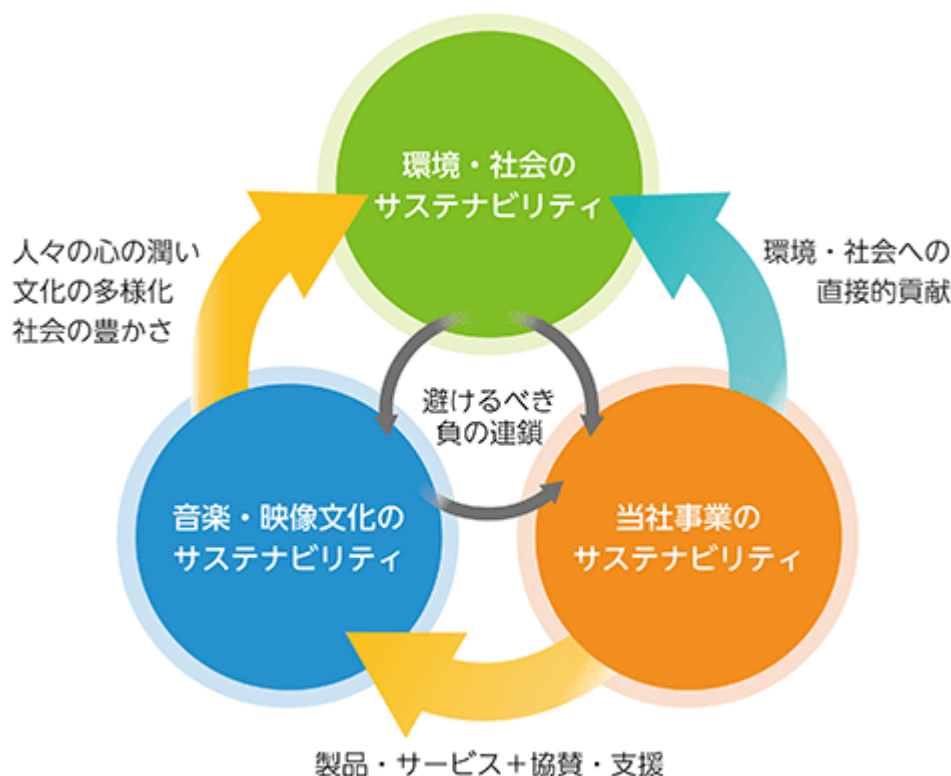 環境・社会の
サステナビリティ
人々の心の潤い
文化の多様化
社会の豊かさ
環境・社会への
直接的貢献
避けるべき
負の連鎖
音楽・映像文化の
サステナビリティ
当社事業の
サステナビリティ
製品・サービス＋協賛・支援